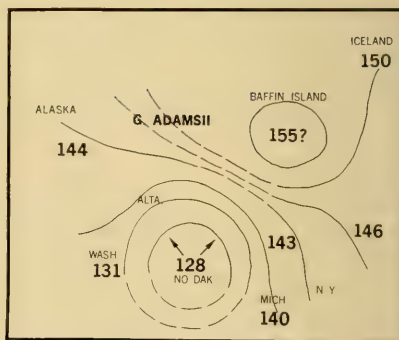 ICELAND
150
BAFFIN ISLAND
155?
ALASKA
G. ADAMSII
144
ALTA.
143
146
WASH
131
128
NO DAK
N Y
MICH
140